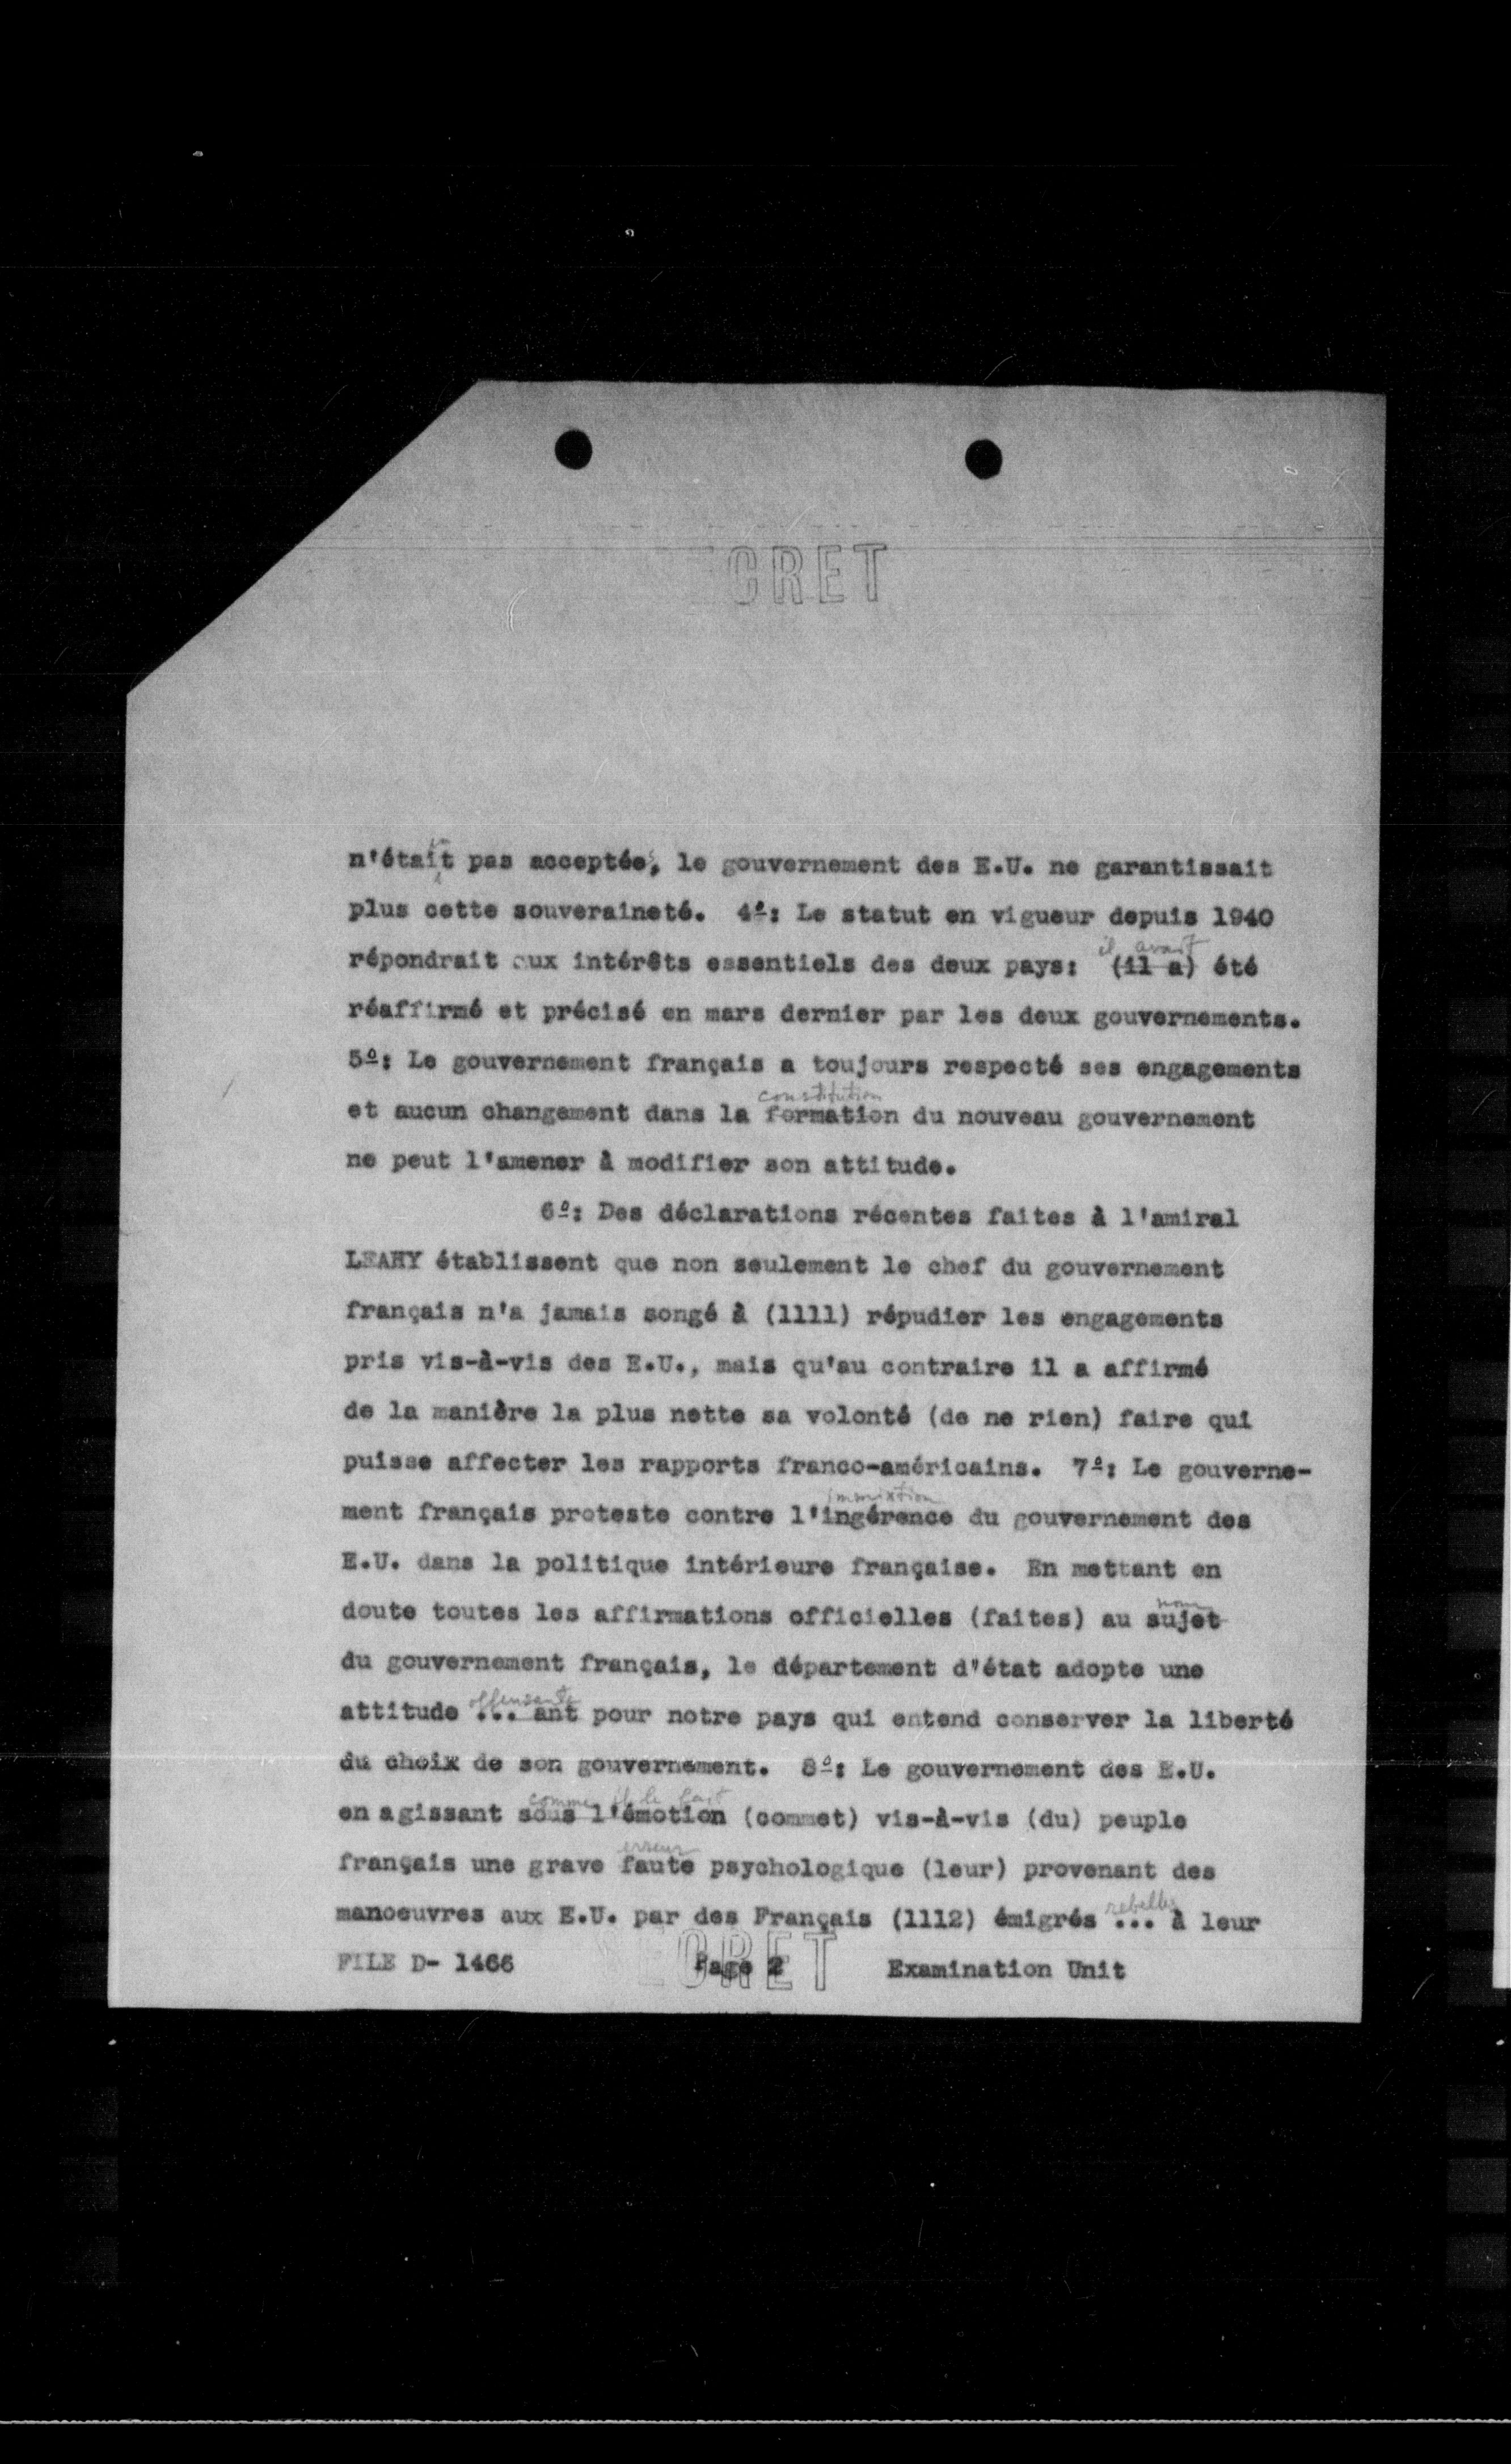 CRET
n'était pas acceptée, le gouvernement des E.U. ne garantissait
plus cette souveraineté. 4º: Le statut en vigueur depuis 1940
il avait
répondrait aux intérêts essentiels des deux pays: (il a) été
réaffirmé et précisé en mars dernier par les deux gouvernements.
5º: Le gouvernement français a toujours respecté ses engagements
constitution
et aucun changement dans la formation du nouveau gouvernement
ne peut l'amener à modifier son attitude.
6º: Des déclarations récentes faites à l'amiral
LEAHY établissent que non seulement le chef du gouvernement
français n'a jamais songé à (1111) répudier les engagements
pris vis-à-vis des E.U., mais qu'au contraire il a affirmé
de la manière la plus nette sa volonté (de ne rien) faire qui
puisse affecter les rapports franco-américains. 7º: Le gouverne-
immixtion
ment français proteste contre l'ingérence du gouvernement des
E.U. dans la politique intérieure française. En mettant en
nom
doute toutes les affirmations officielles (faites) au sujet
du gouvernement français, le département d'état adopte une
offensante
attitude ... ant pour notre pays qui entend conserver la liberté
du choix de son gouvernement. 8º: Le gouvernement des E.U.
comme il le fait
en agissant sous l'émotion (commet) vis-à-vis (du) peuple
erreur
français une grave faute psychologique (leur) provenant des
rebelles
manoeuvres aux E.U. par des Français (1112) émigrés ... à leur
FILE D- 1466 Page 2 Examination Unit
CRET